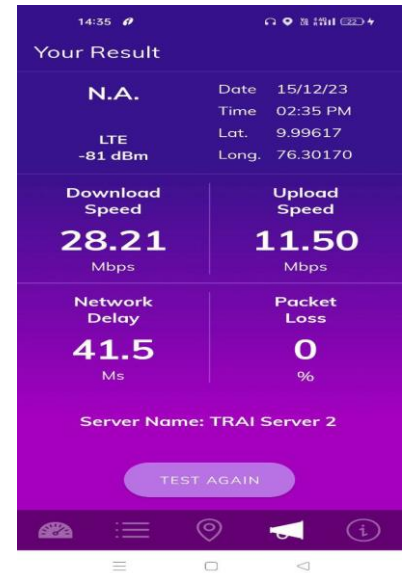 14:35
22
Your Result
N.A.
LTE
-81 dBm
Date 15/12/23
Time 02:35 PM
Lat. 9.99617
Long. 76.30170
Download
Speed
28.21
Mbps
Upload
Speed
11.50
Mbps
Network
Delay
41.5
Ms
Packet
Loss
0
%
Server Name: TRAI Server 2
TEST AGAIN